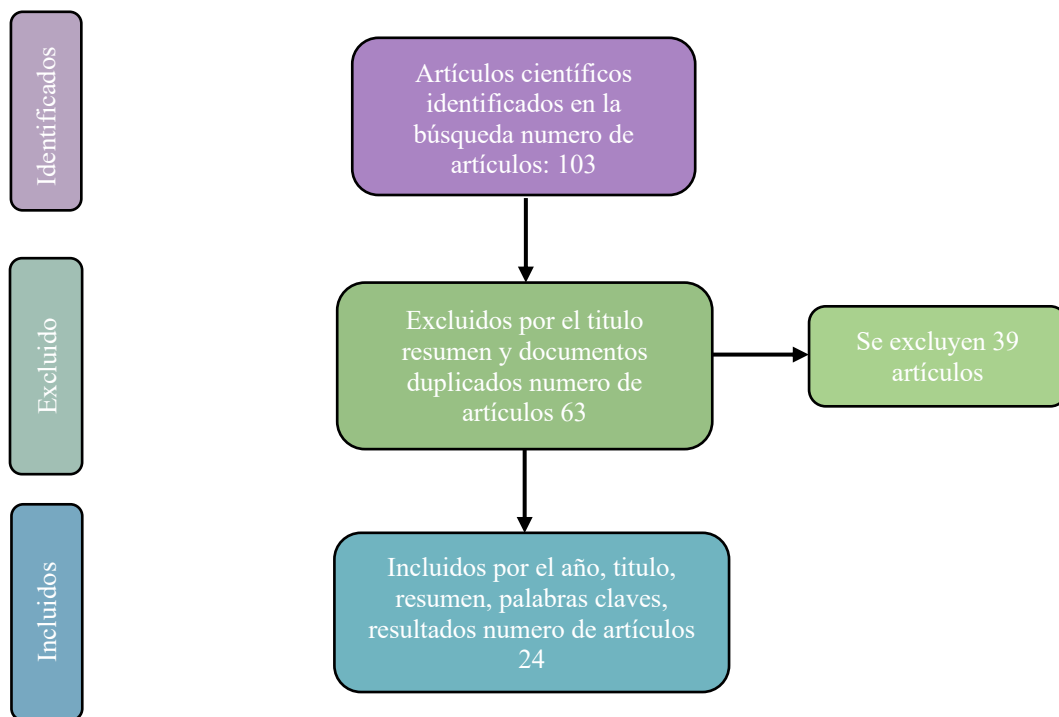 Identificados
Artículos científicos
identificados en la
búsqueda numero de
artículos: 103
Excluido
Excluidos por el titulo
resumen y documentos
duplicados numero de
artículos 63
Se excluyen 39
artículos
Incluidos
Incluidos por el año, titulo,
resumen, palabras claves,
resultados numero de artículos
24